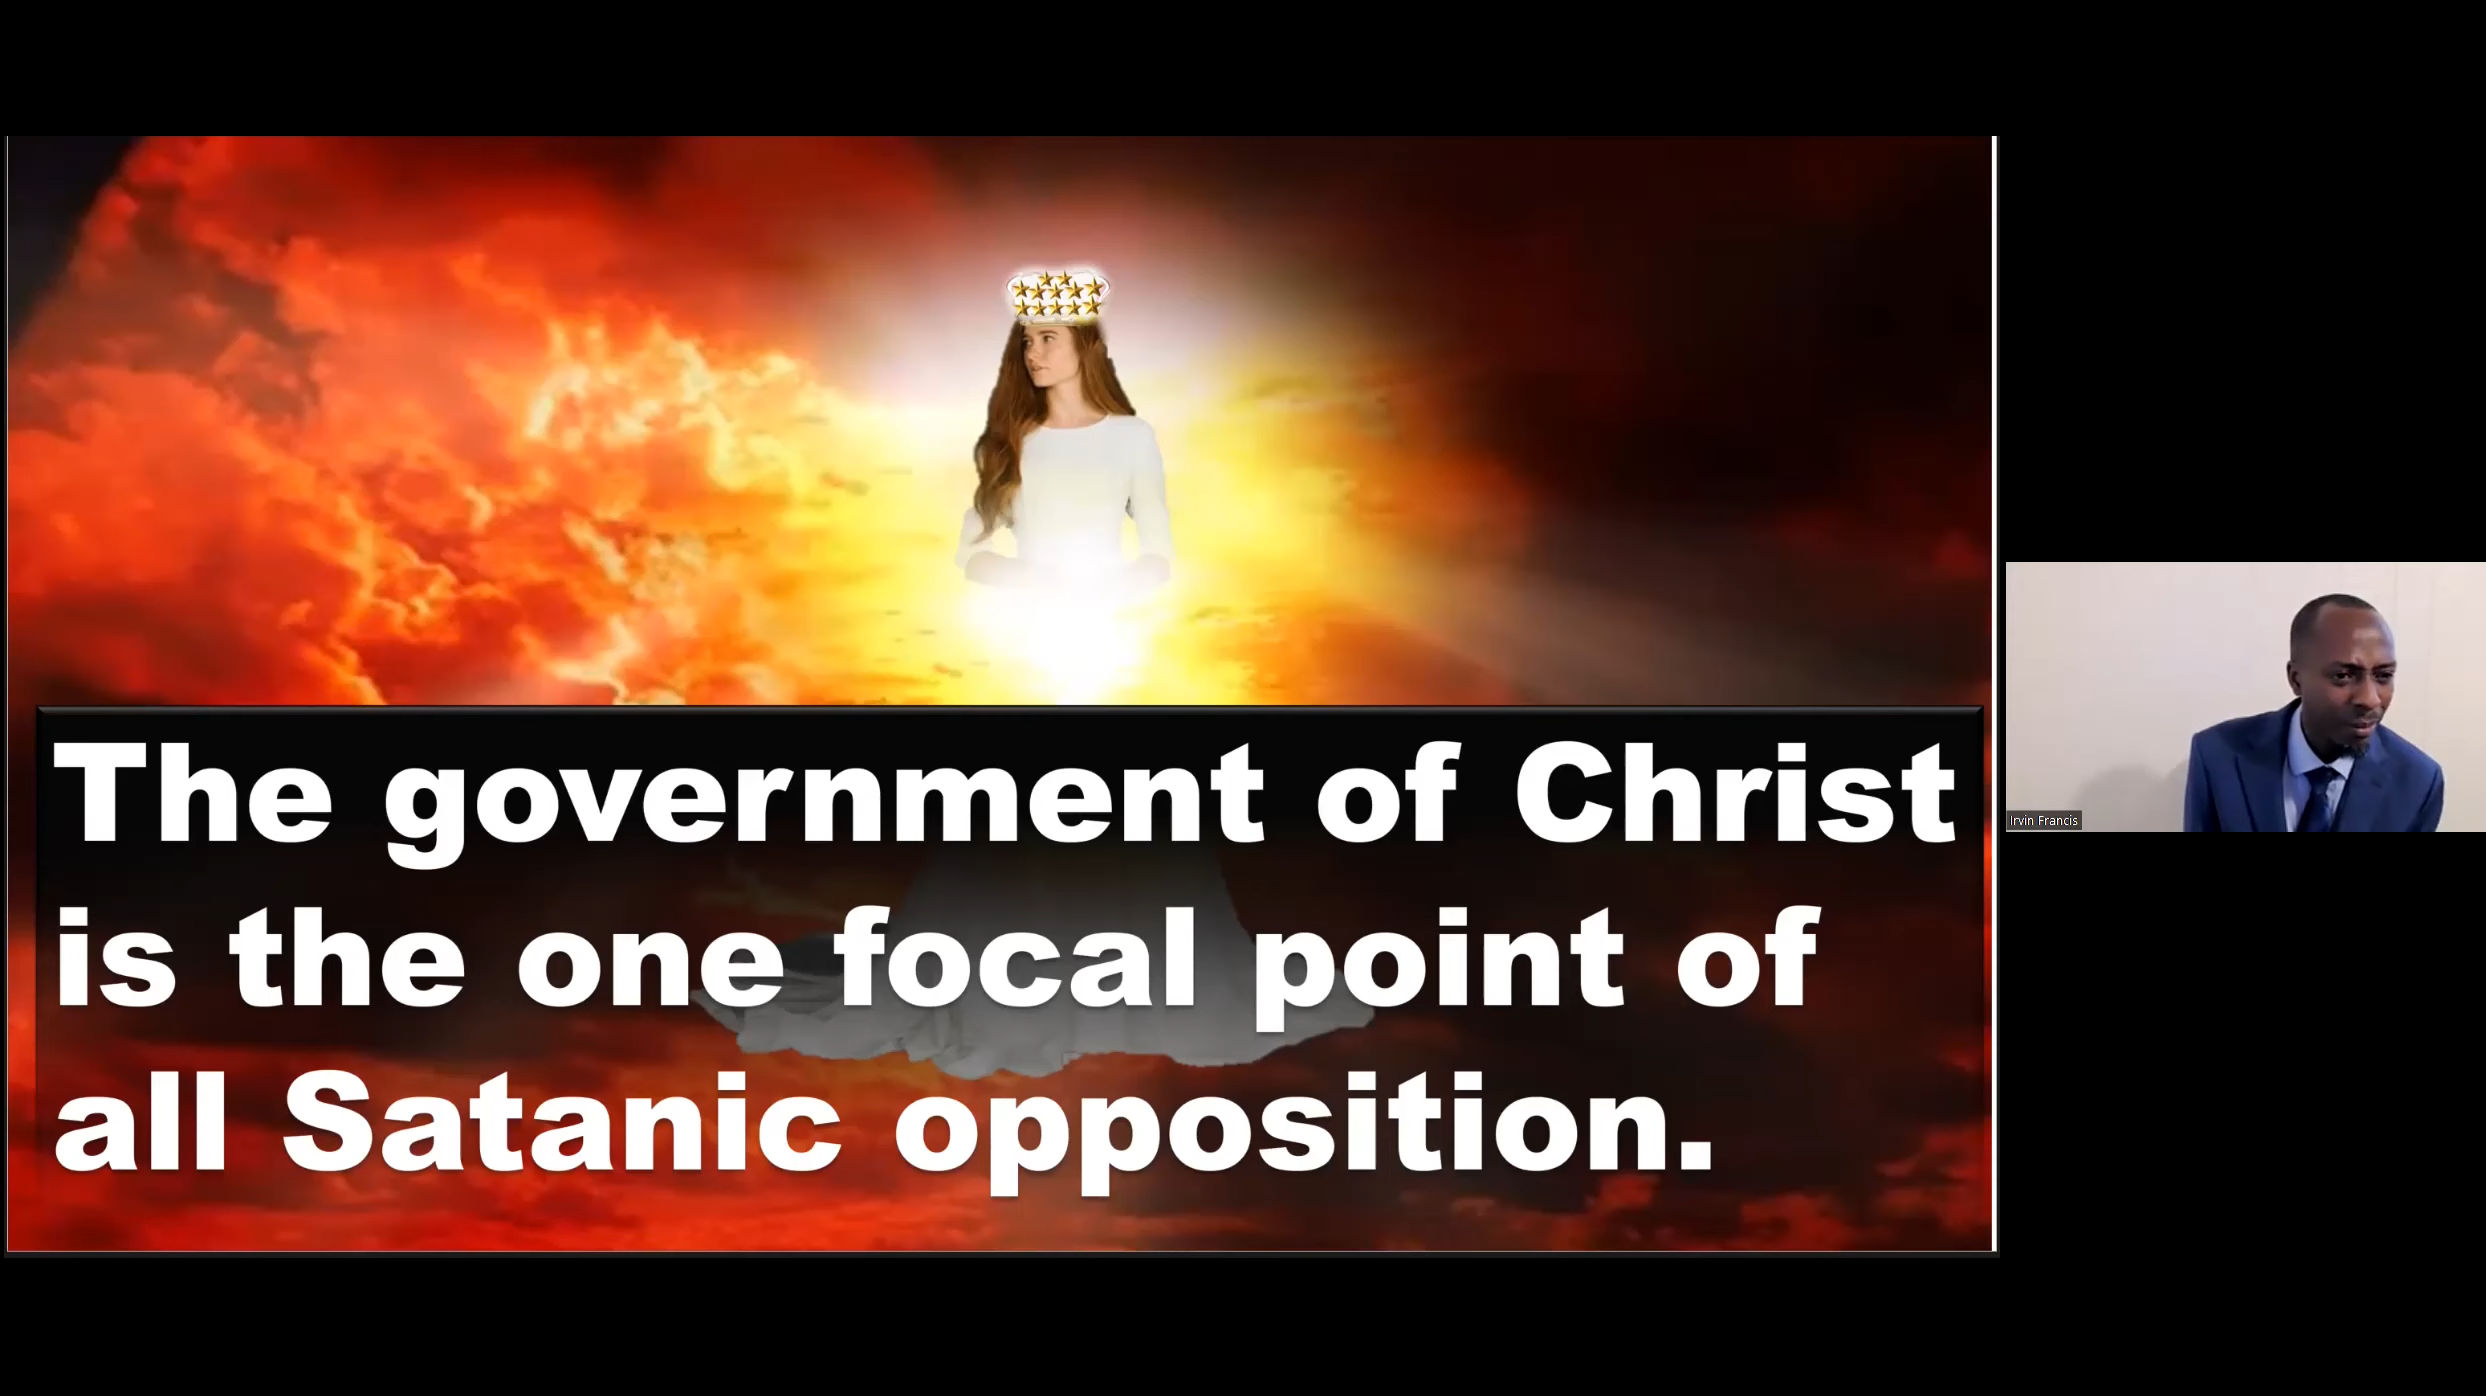 The government of Christ
is the one focal point of
all Satanic opposition.
Irvin Francis